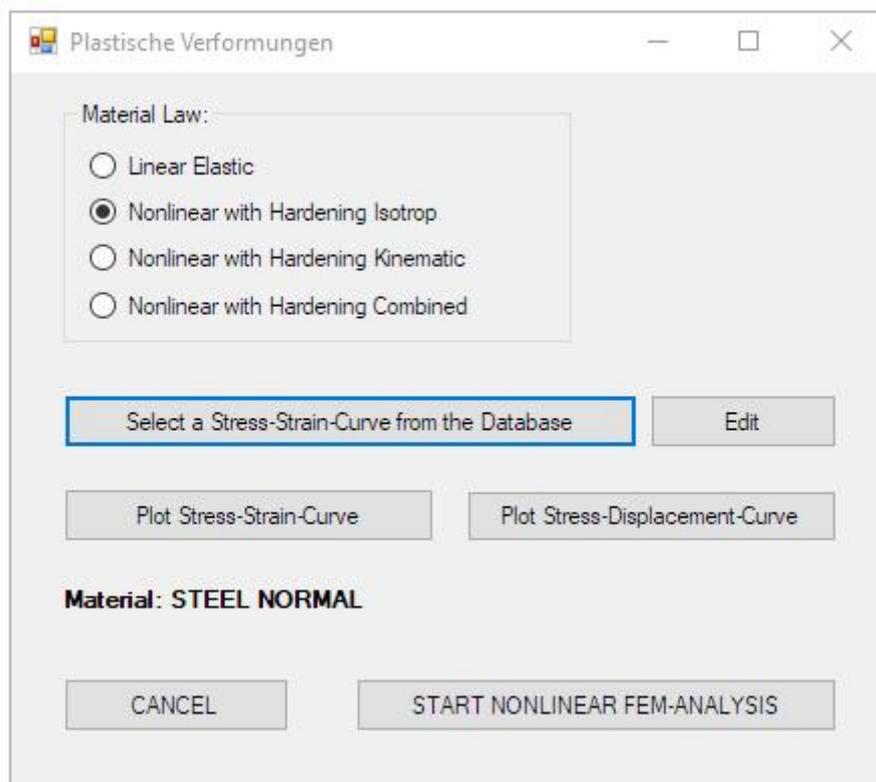 Plastische Verformungen
Material Law:
Linear Elastic
Nonlinear with Hardening Isotrop
Nonlinear with Hardening Kinematic
Nonlinear with Hardening Combined
Select a Stress-Strain-Curve from the Database
Edit
Plot Stress-Strain-Curve
Plot Stress-Displacement-Curve
Material: STEEL NORMAL
CANCEL
START NONLINEAR FEM-ANALYSIS